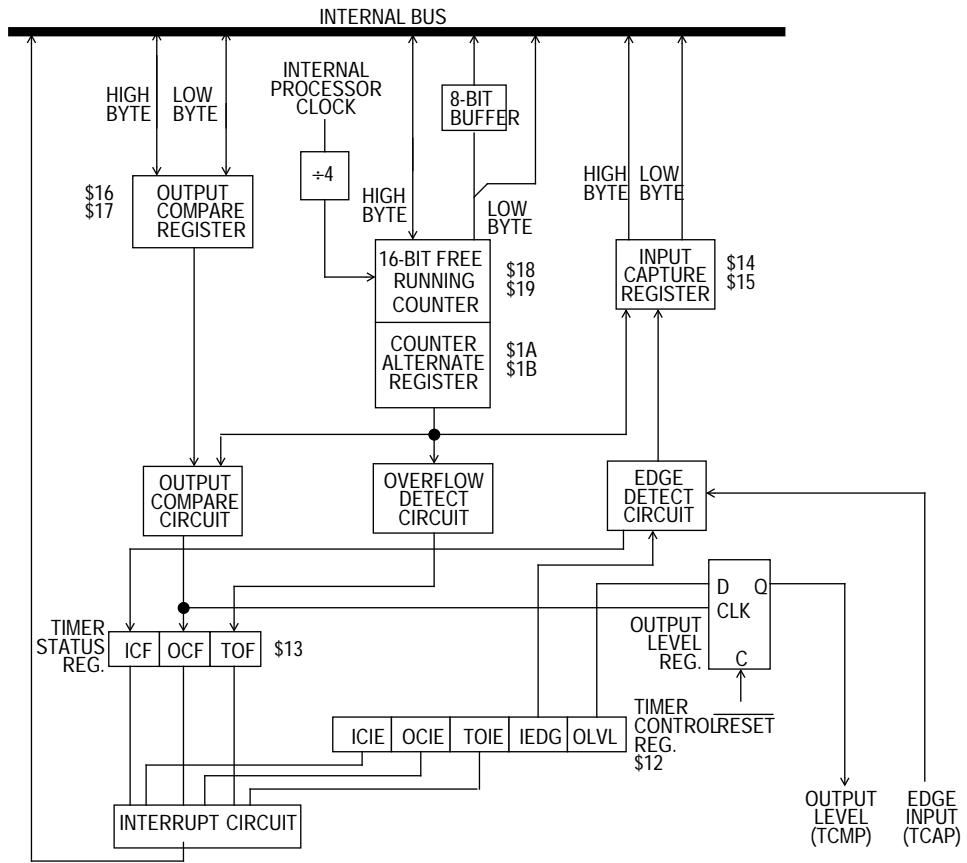 INTERNAL BUS
HIGH
BYTE
LOW
BYTE
INTERNAL
PROCESSOR
CLOCK
÷4
8-BIT
BUFFER
HIGH
BYTE
LOW
BYTE
HIGH
BYTE
LOW
BYTE
$16
$17
OUTPUT
COMPARE
REGISTER
16-BIT FREE
RUNNING
COUNTER
$18
$19
COUNTER
ALTERNATE
REGISTER
$1A
$1B
INPUT
CAPTURE
REGISTER
$14
$15
OUTPUT
COMPARE
CIRCUIT
OVERFLOW
DETECT
CIRCUIT
EDGE
DETECT
CIRCUIT
D Q
CLK
C
OUTPUT
LEVEL
REG.
TIMER
STATUS
REG.
ICF OCF TOF
$13
ICIE OCIE TOIE IEDG OLVL
TIMER
CONTROL
REG.
$12
RESET
INTERRUPT CIRCUIT
OUTPUT
LEVEL
(TCMP)
EDGE
INPUT
(TCAP)